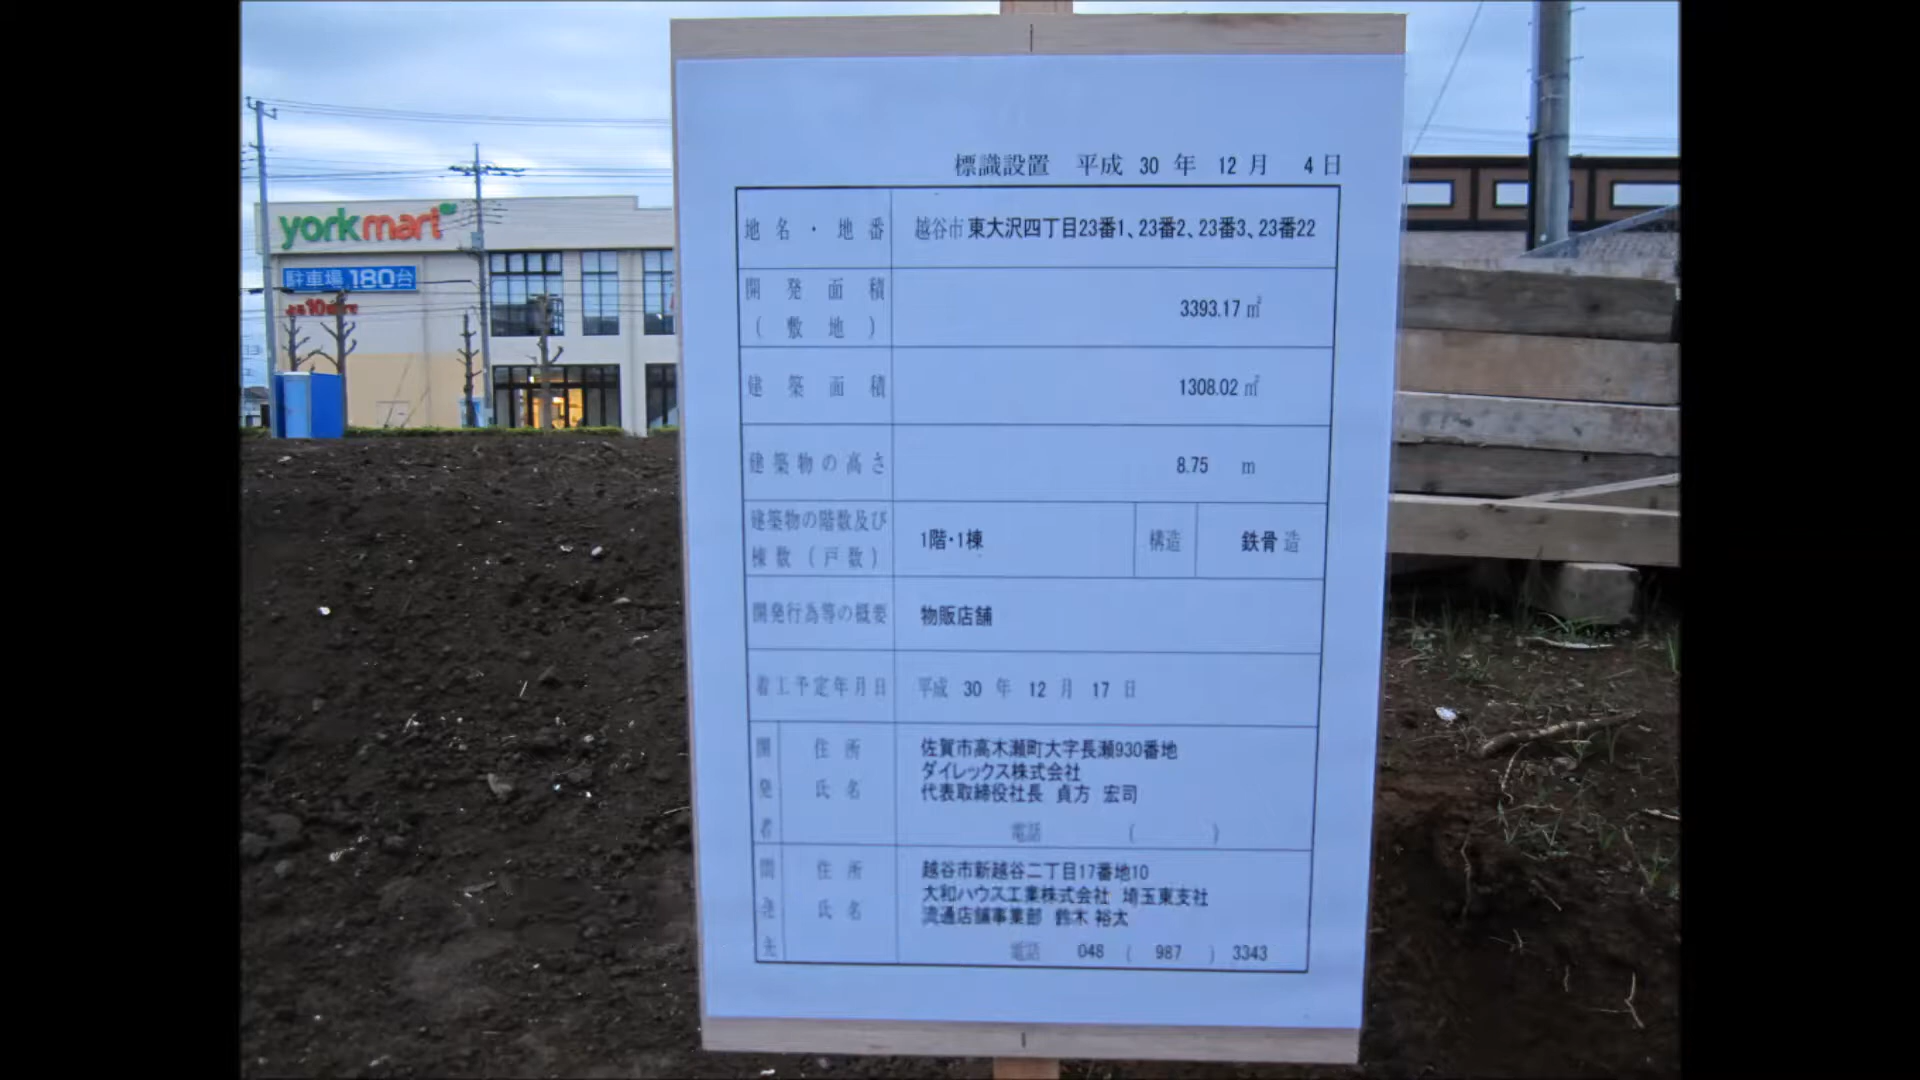 yorkmart
駐車場 180台
標識設置 平成 30 年 12 月 4 日
地名・地番 越谷市 東大沢四丁目23番1、23番2、23番3、23番22
開発面積
(敷地) 3393.17 ㎡
建築面積 1308.02 ㎡
建築物の高さ 8.75 m
建築物の階数及び
棟数(戸数) 1階・1棟 構造 鉄骨 造
開発行為等の概要 物販店舗
着工予定年月日 平成 30 年 12 月 17 日
開発者 住所 佐賀市高木瀬町大字長瀬930番地
ダイレックス株式会社
氏名 代表取締役社長 貞方 宏司
電話 ( )
住所 越谷市新越谷二丁目17番地10
大和ハウス工業株式会社 埼玉東支社
氏名 流通店舗事業部 鈴木 裕太
電話 048 ( 987 ) 3343